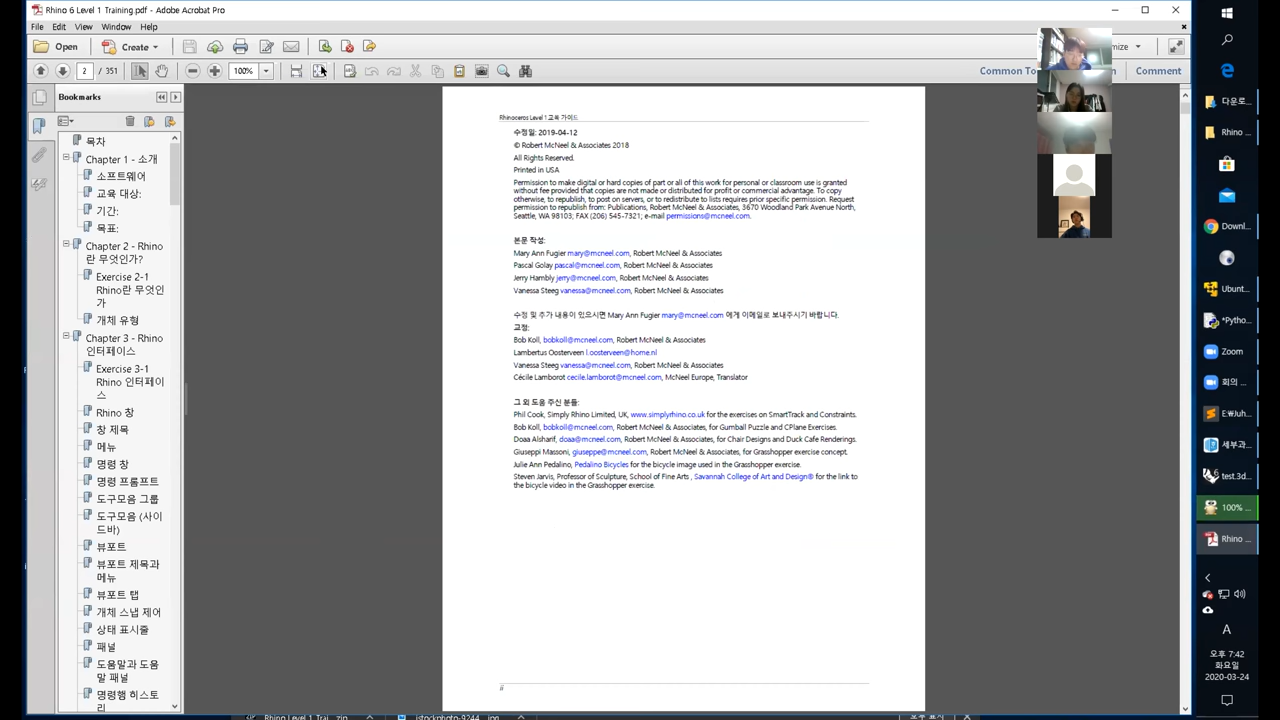 Rhino 6 Level 1 Training.pdf - Adobe Acrobat Pro
File Edit View Window Help
Open Create
2 / 351 100% Common To Comment
Bookmarks
목차
Chapter 1 - 소개
소프트웨어
교육 대상:
기간:
목표:
Chapter 2 - Rhino
란 무엇인가?
Exercise 2-1
Rhino란 무엇인
가
개체 유형
Chapter 3 - Rhino
인터페이스
Exercise 3-1
Rhino 인터페이
스
Rhino 창
창 제목
메뉴
명령 창
명령 프롬프트
도구모음 그룹
도구모음 (사이
드바)
뷰포트
뷰포트 제목과
메뉴
뷰포트 탭
개체 스냅 제어
상태 표시줄
패널
도움말과 도움
말 패널
명령행 히스토
리
Rhinoceros Level 1 교육 가이드
수정일: 2019-04-12
© Robert McNeel & Associates 2018
All Rights Reserved.
Printed in USA
Permission to make digital or hard copies of part or all of this work for personal or classroom use is granted
without fee provided that copies are not made or distributed for profit or commercial advantage. To copy
otherwise, to republish, to post on servers, or to redistribute to lists requires prior specific permission. Request
permission to republish from: Publications, Robert McNeel & Associates, 3670 Woodland Park Avenue North,
Seattle, WA 98103; FAX (206) 545-7321; e-mail permissions@mcneel.com.
본문 작성:
Mary Ann Fugier mary@mcneel.com, Robert McNeel & Associates
Pascal Golay pascal@mcneel.com, Robert McNeel & Associates
Jerry Hambly jerry@mcneel.com, Robert McNeel & Associates
Vanessa Steeg vanessa@mcneel.com, Robert McNeel & Associates
수정 및 추가 내용이 있으시면 Mary Ann Fugier mary@mcneel.com 에게 이메일로 보내주시기 바랍니다.
교정:
Bob Koll, bobkoll@mcneel.com, Robert McNeel & Associates
Lambertus Oosterveen l.oosterveen@home.nl
Vanessa Steeg vanessa@mcneel.com, Robert McNeel & Associates
Cécile Lamborot cecile.lamborot@mcneel.com, McNeel Europe, Translator
그 외 도움 주신 분들:
Phil Cook, Simply Rhino Limited, UK, www.simplyrhino.co.uk for the exercises on SmartTrack and Constraints.
Bob Koll, bobkoll@mcneel.com, Robert McNeel & Associates, for Gumball Puzzle and CPlane Exercises.
Doaa Alsharif, doaa@mcneel.com, Robert McNeel & Associates, for Chair Designs and Duck Cafe Renderings.
Giuseppi Massoni, giuseppe@mcneel.com, Robert McNeel & Associates, for Grasshopper exercise concept.
Julie Ann Pedalino, Pedalino Bicycles for the bicycle image used in the Grasshopper exercise.
Steven Jarvis, Professor of Sculpture, School of Fine Arts , Savannah College of Art and Design® for the link to
the bicycle video in the Grasshopper exercise.
ii
다운로...
Rhino ...
Downl...
Ubunt...
*Pytho...
Zoom
회의 ...
E:₩Juh...
세부과...
test.3d...
100% ...
Rhino ...
A
오후 7:42
화요일
2020-03-24